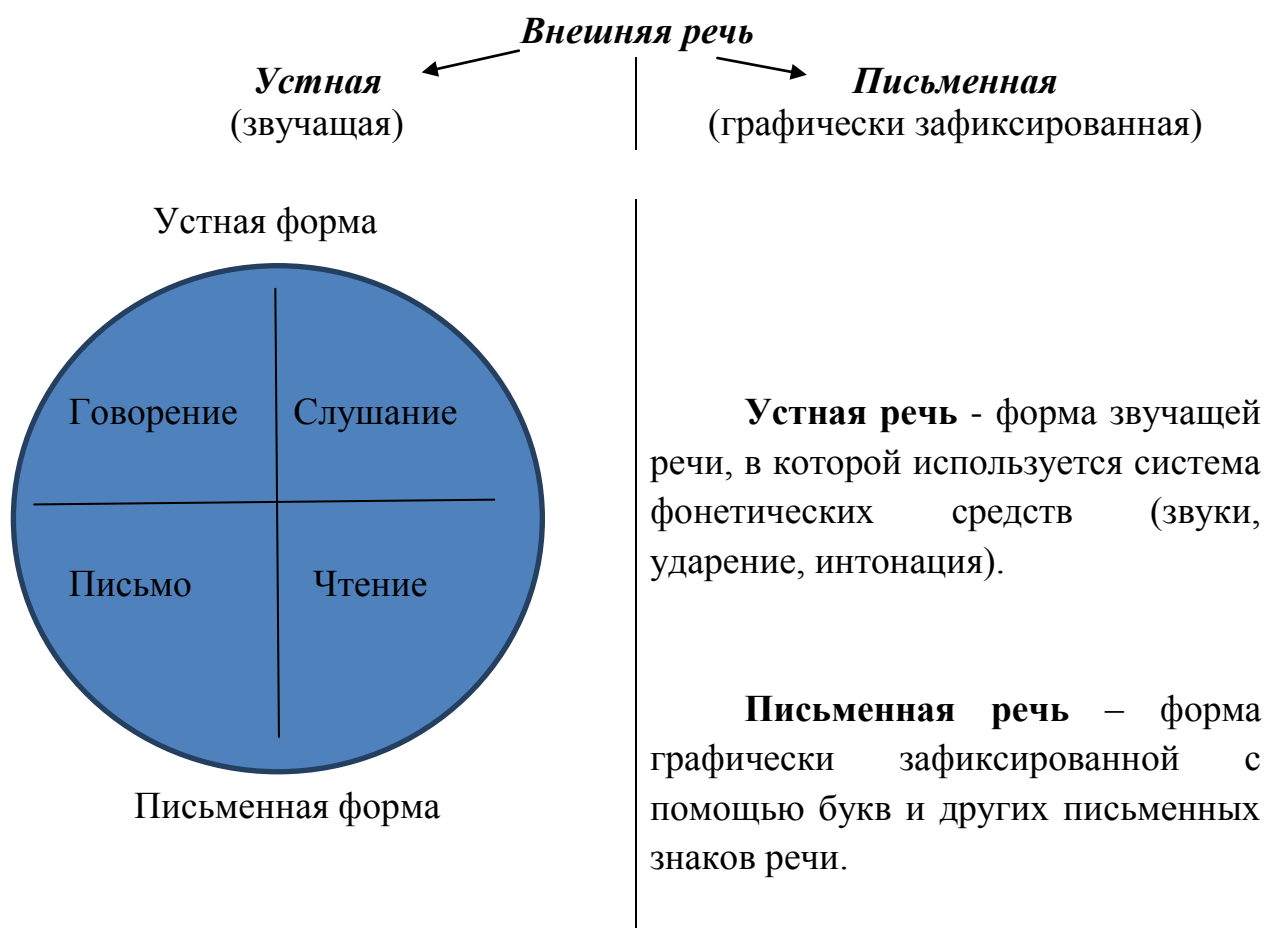 Внешняя речь
Устная
(звучащая)
Письменная
(графически зафиксированная)
Устная форма
Говорение
Слушание
Письмо
Чтение
Письменная форма
Устная речь - форма звучащей
речи, в которой используется система
фонетических средств (звуки,
ударение, интонация).
Письменная речь – форма
графически зафиксированной с
помощью букв и других письменных
знаков речи.